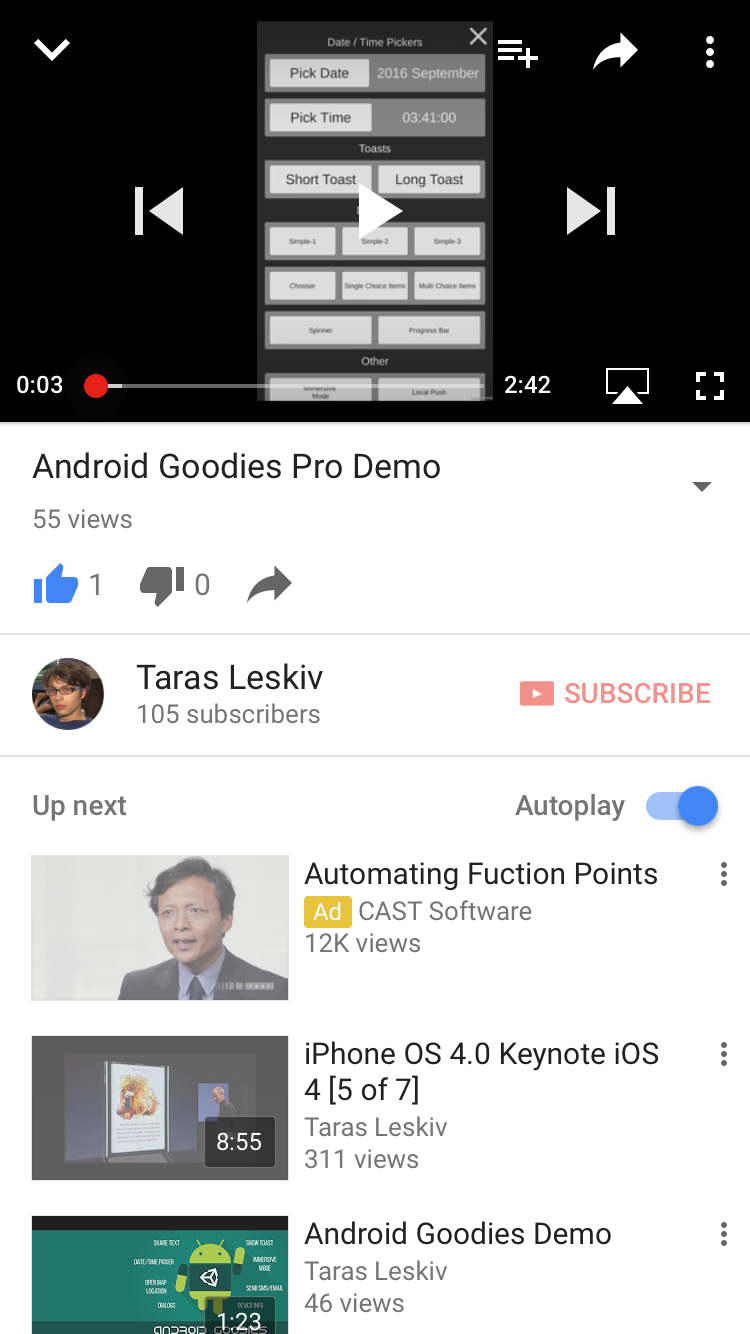 Date / Time Pickers
Pick Date 2016 September
Pick Time 03:41:00
Toasts
Short Toast Long Toast
Simple-1 Simple-2 Simple-3
Chooser Single Choice Items Multi Choice Items
Spinner Progress Bar
Other
Immersive
Mode
Local Push
0:03 2:42
Android Goodies Pro Demo
55 views
1 0
Taras Leskiv
105 subscribers
SUBSCRIBE
Up next
Autoplay
Automating Fuction Points
Ad CAST Software
12K views
iPhone OS 4.0 Keynote iOS
4 [5 of 7]
Taras Leskiv
311 views
8:55
Android Goodies Demo
Taras Leskiv
46 views
SHARE TEXT
SHOW TOAST
DATE/TIME PICKER
IMMERSIVE
MODE
OPEN MAP
LOCATION
SEND SMS/EMAIL
DIALOGS
DEVICE INFO
1:23
ANDROID GOODIES